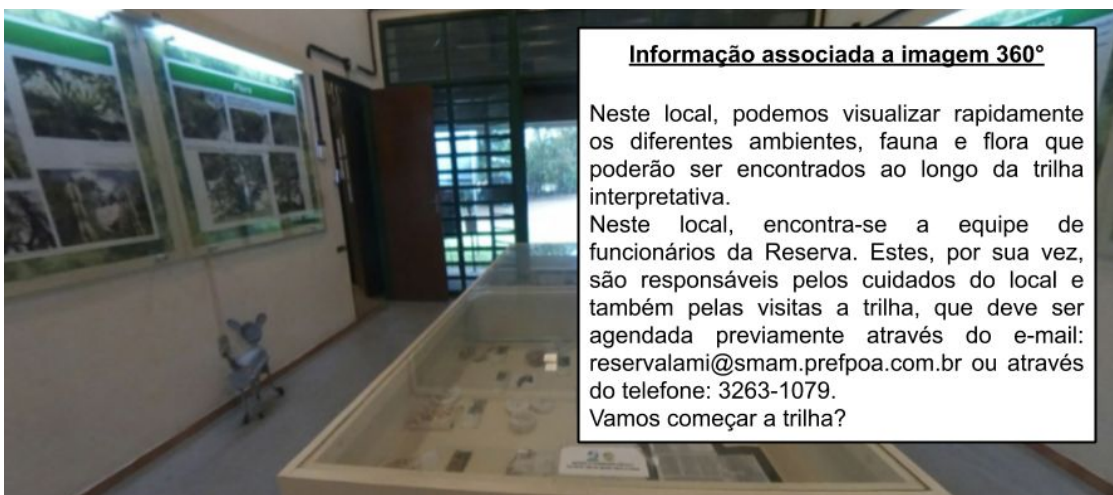 Flora
Informação associada a imagem 360°
Neste local, podemos visualizar rapidamente
os diferentes ambientes, fauna e flora que
poderão ser encontrados ao longo da trilha
interpretativa.
Neste local, encontra-se a equipe de
funcionários da Reserva. Estes, por sua vez,
são responsáveis pelos cuidados do local e
também pelas visitas a trilha, que deve ser
agendada previamente através do e-mail:
reservalami@smam.prefpoa.com.br ou através
do telefone: 3263-1079.
Vamos começar a trilha?